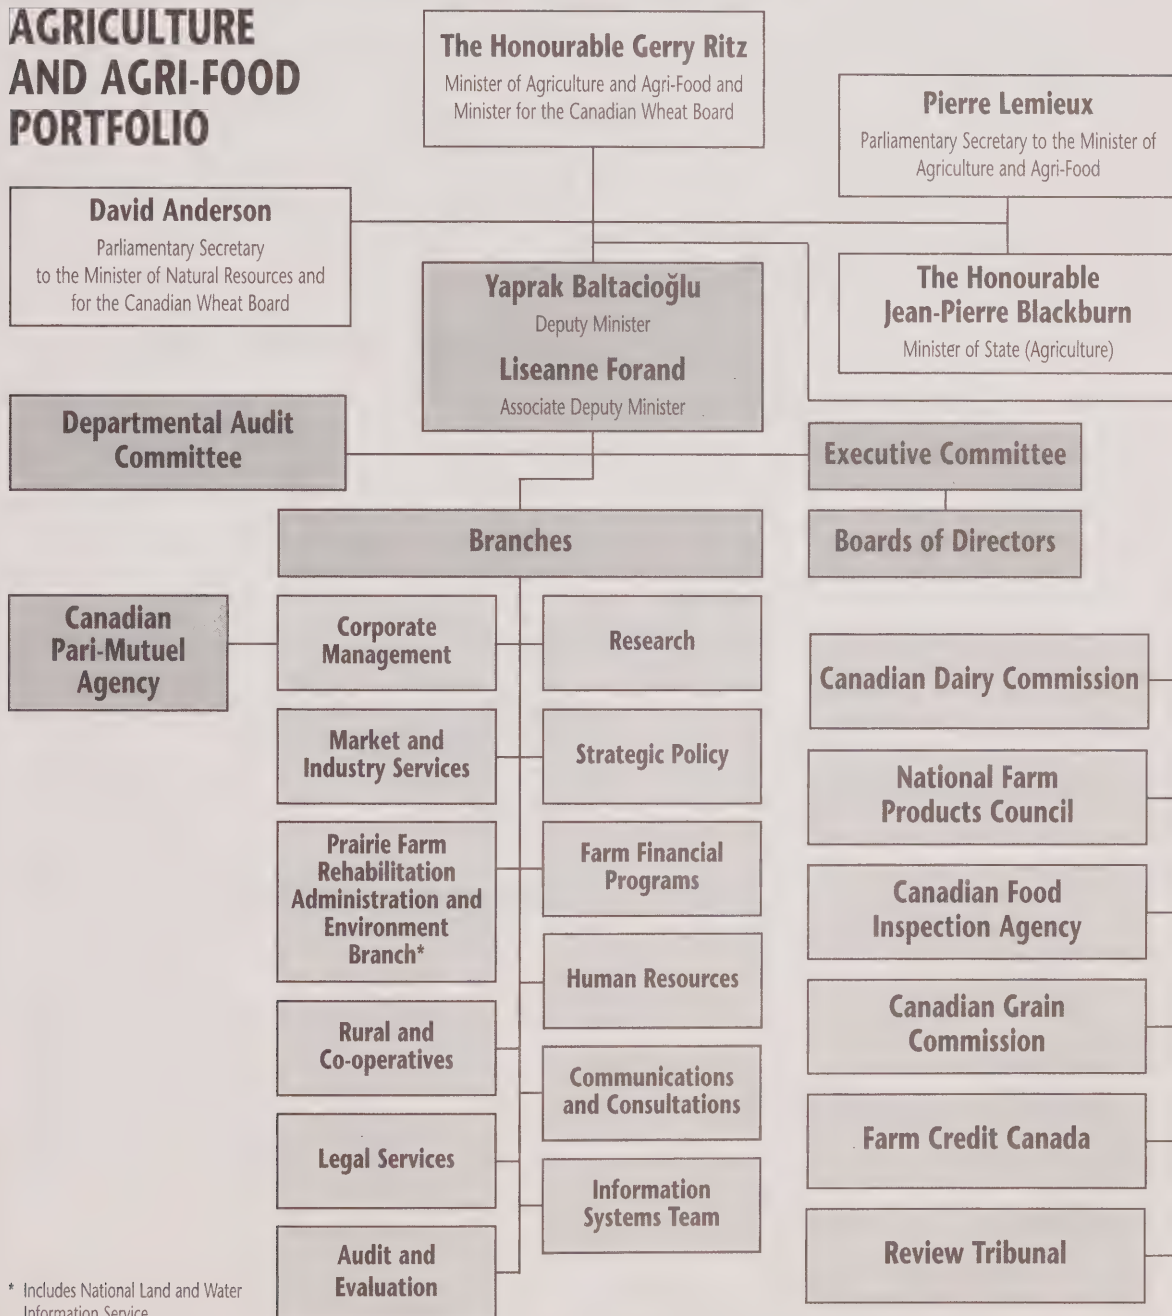 AGRICULTURE
AND AGRI-FOOD
PORTFOLIO
The Honourable Gerry Ritz
Minister of Agriculture and Agri-Food and
Minister for the Canadian Wheat Board
Pierre Lemieux
Parliamentary Secretary to the Minister of
Agriculture and Agri-Food
David Anderson
Parliamentary Secretary
to the Minister of Natural Resources and
for the Canadian Wheat Board
Yaprak Baltacioğlu
Deputy Minister
Liseanne Forand
Associate Deputy Minister
The Honourable
Jean-Pierre Blackburn
Minister of State (Agriculture)
Departmental Audit
Committee
Executive Committee
Branches
Boards of Directors
Canadian
Pari-Mutuel
Agency
Corporate
Management
Research
Market and
Industry Services
Strategic Policy
Prairie Farm
Rehabilitation
Administration and
Environment
Branch*
Farm Financial
Programs
Human Resources
Rural and
Co-operatives
Communications
and Consultations
Legal Services
Information
Systems Team
Audit and
Evaluation
Canadian Dairy Commission
National Farm
Products Council
Canadian Food
Inspection Agency
Canadian Grain
Commission
Farm Credit Canada
Review Tribunal
* Includes National Land and Water
Information Service